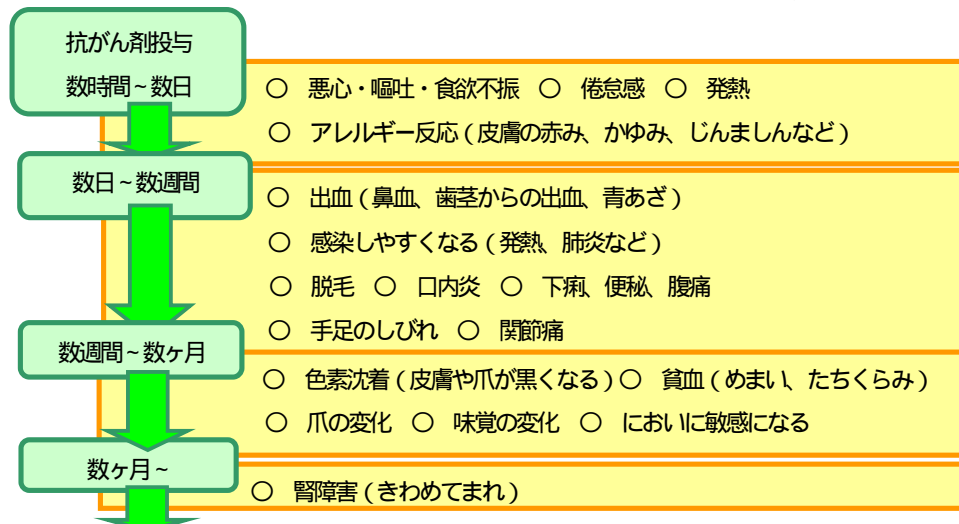 抗がん剤投与
数時間~数日
○ 悪心・嘔吐・食欲不振 ○ 倦怠感 ○ 発熱
○ アレルギー反応(皮膚の赤み、かゆみ、じんましんなど)
数日~数週間
○ 出血(鼻血、歯茎からの出血、青あざ)
○ 感染しやすくなる(発熱、肺炎など)
○ 脱毛 ○ 口内炎 ○ 下痢、便秘、腹痛
○ 手足のしびれ ○ 関節痛
数週間~数ヶ月
○ 色素沈着(皮膚や爪が黒くなる)○ 貧血(めまい、たちくらみ)
○ 爪の変化 ○ 味覚の変化 ○ においに敏感になる
数ヶ月~
○ 腎障害(きわめてまれ)